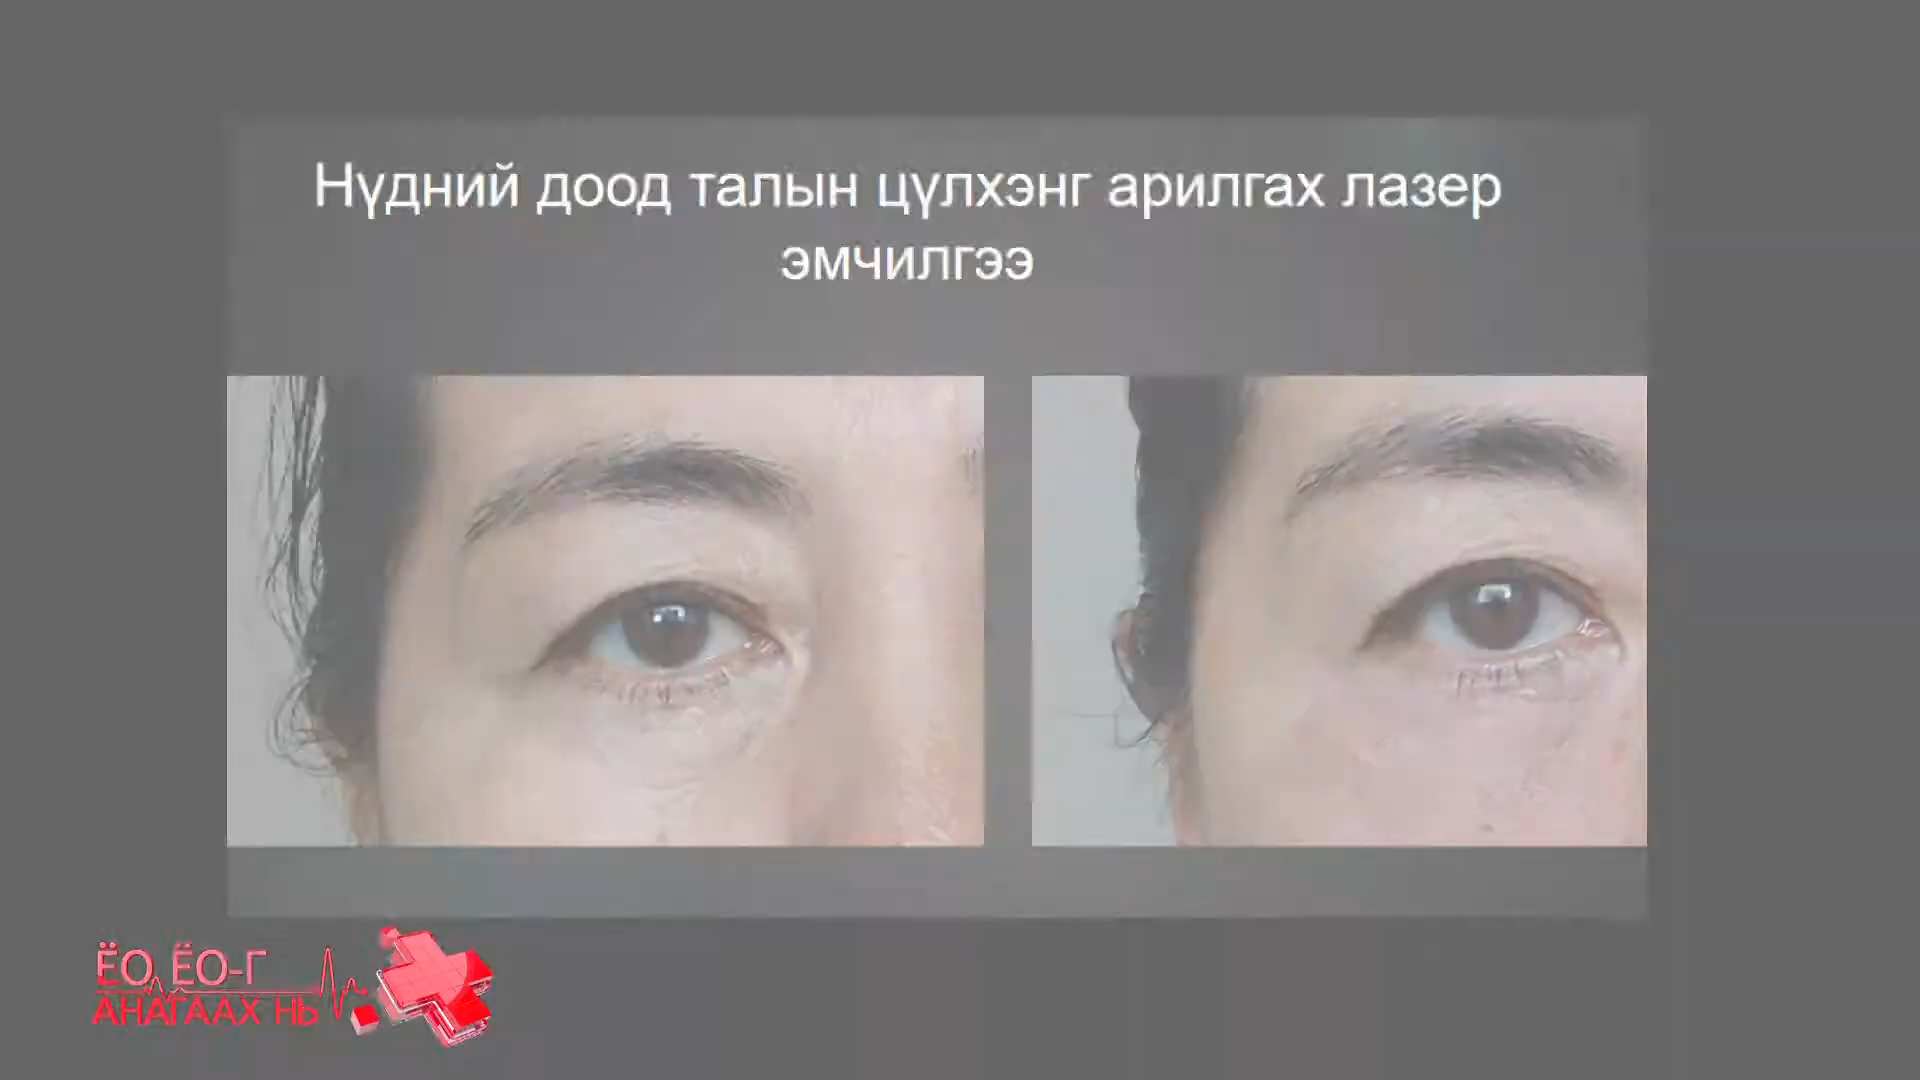 Нүдний доод талын цүлхэнг арилгах лазер
эмчилгээ
ЁО, ЁО-Г
АНАГААХ НЬ